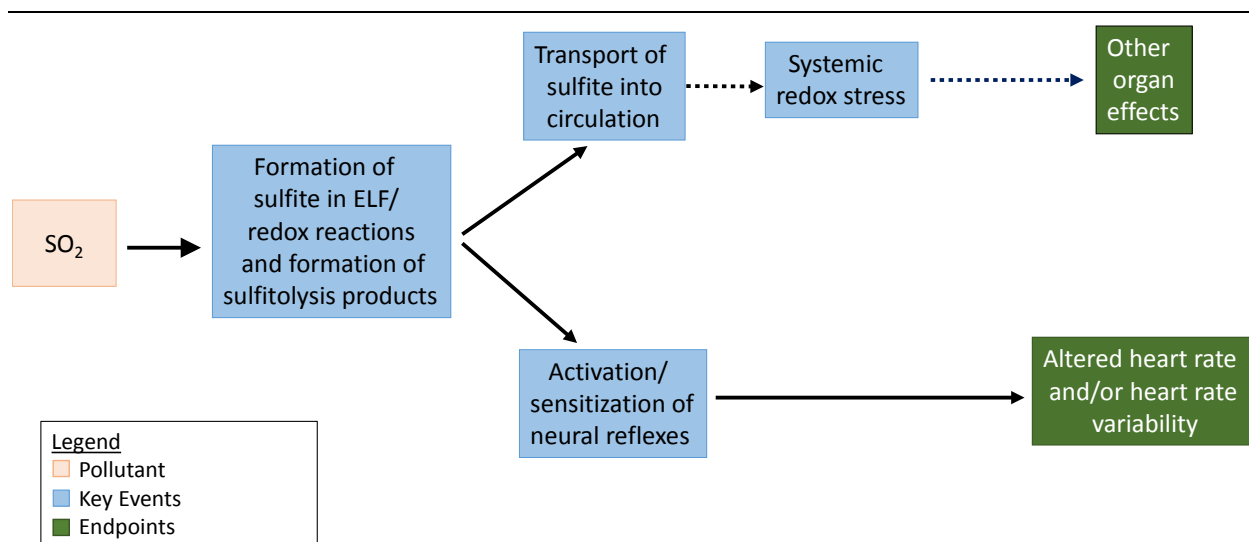 SO₂
Formation of
sulfite in ELF/
redox reactions
and formation of
sulfitolysis products
Transport of
sulfite into
circulation
Systemic
redox stress
Other
organ
effects
Activation/
sensitization of
neural reflexes
Altered heart rate
and/or heart rate
variability
Legend
Pollutant
Key Events
Endpoints